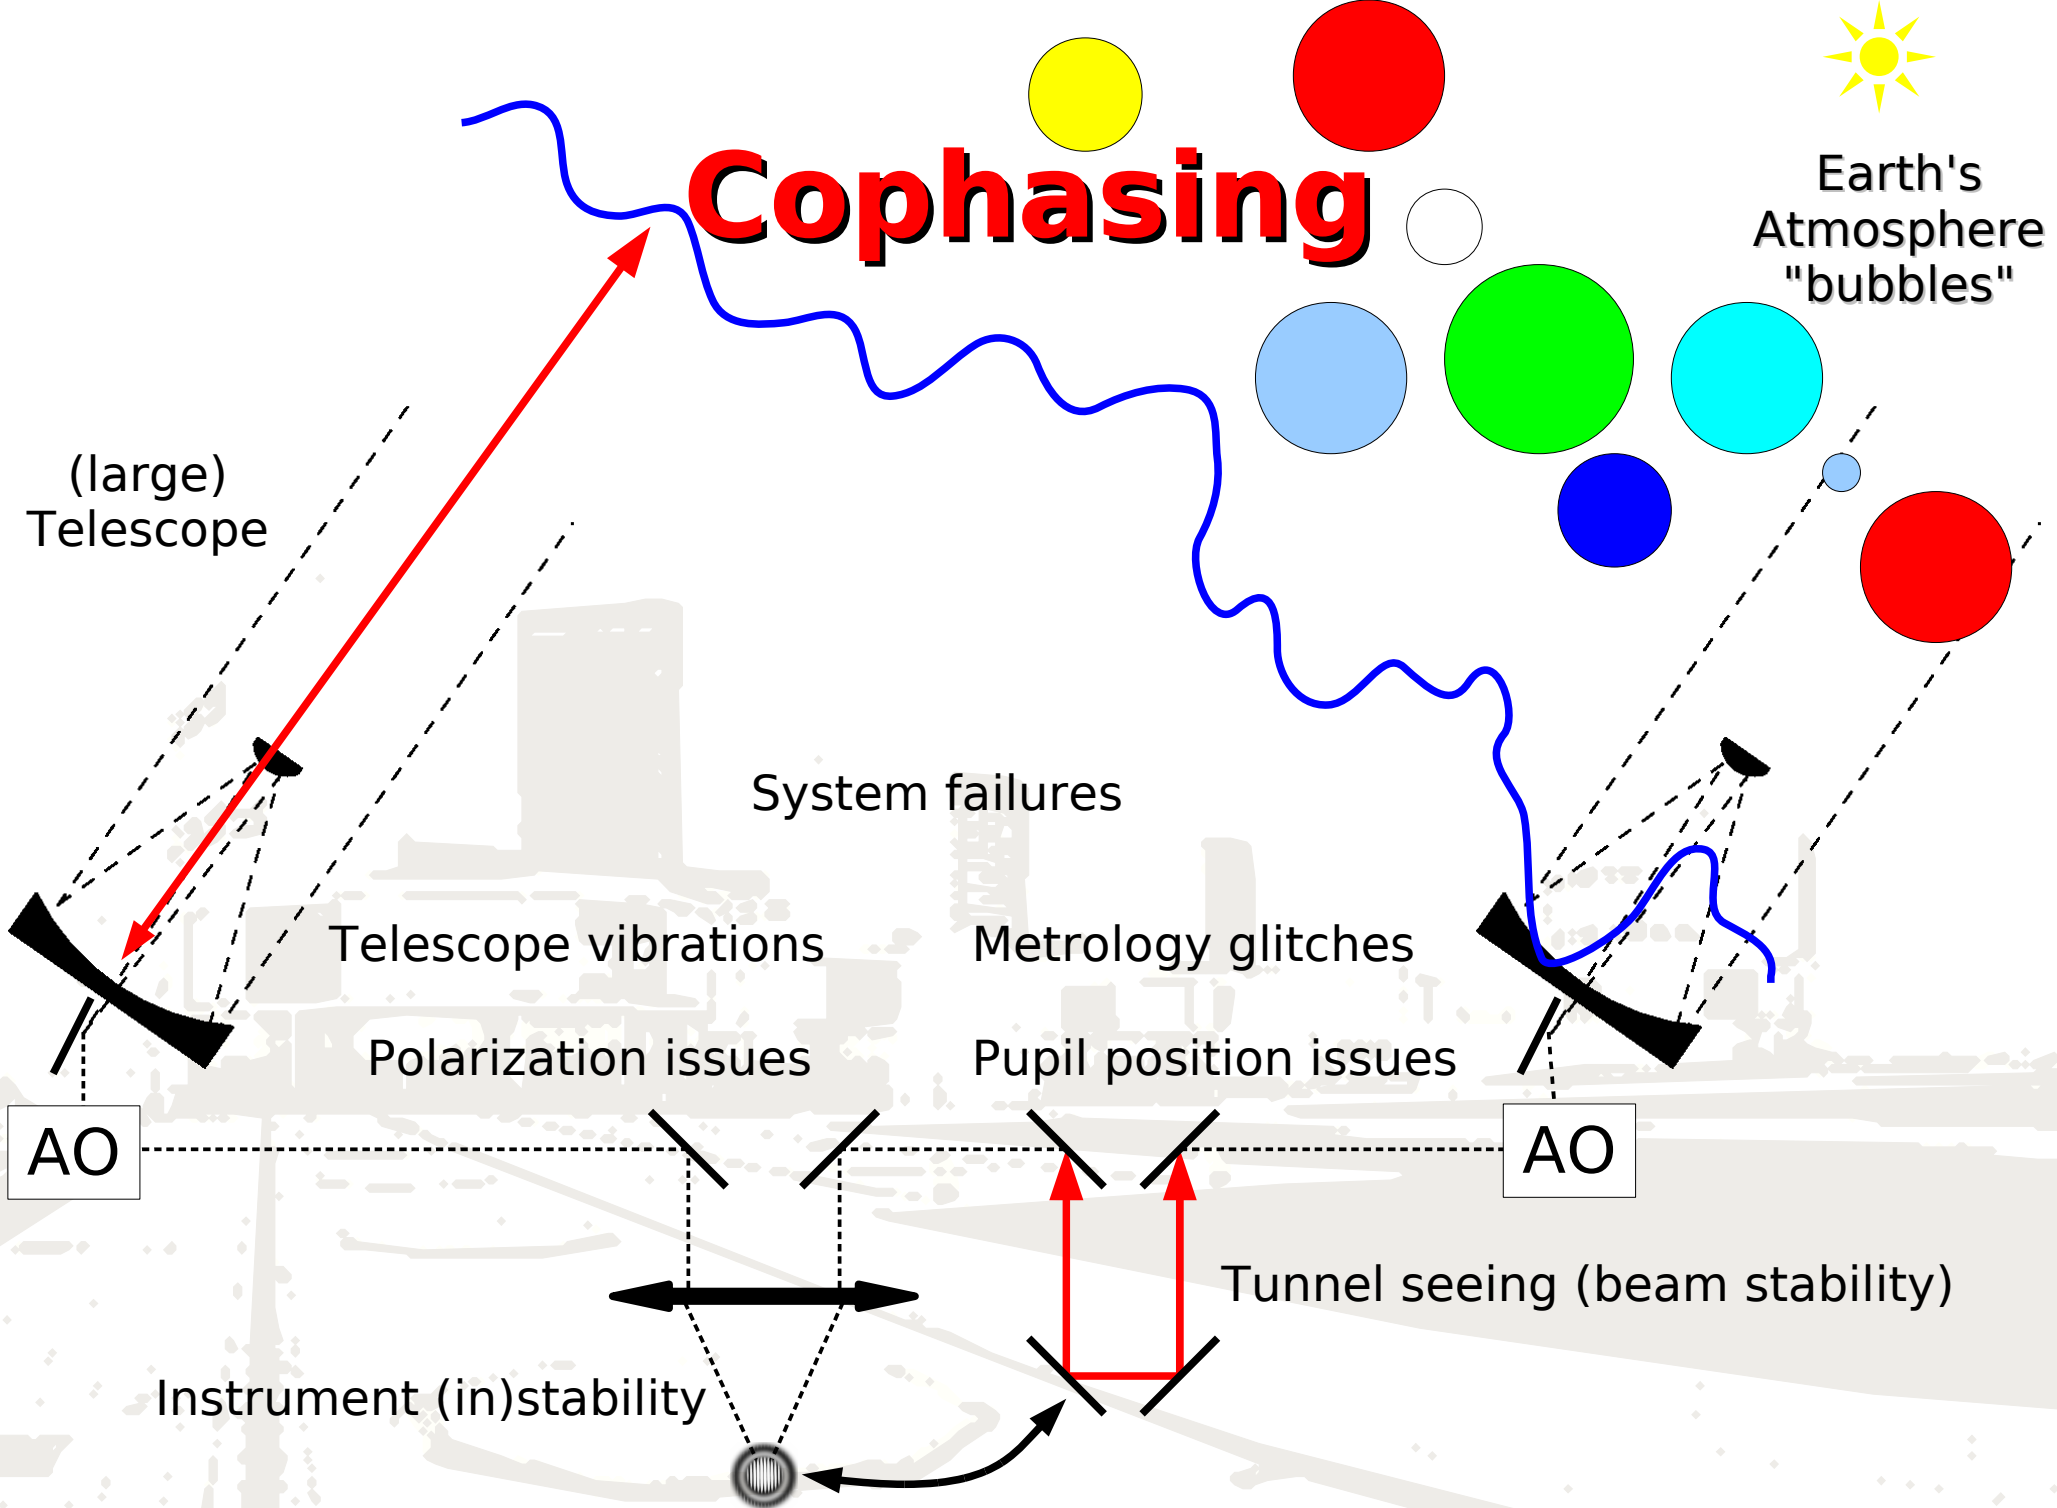 Cophasing
Earth's
Atmosphere
"bubbles"
(large)
Telescope
System failures
Telescope vibrations
Metrology glitches
Polarization issues
Pupil position issues
AO
AO
Tunnel seeing (beam stability)
Instrument (in)stability